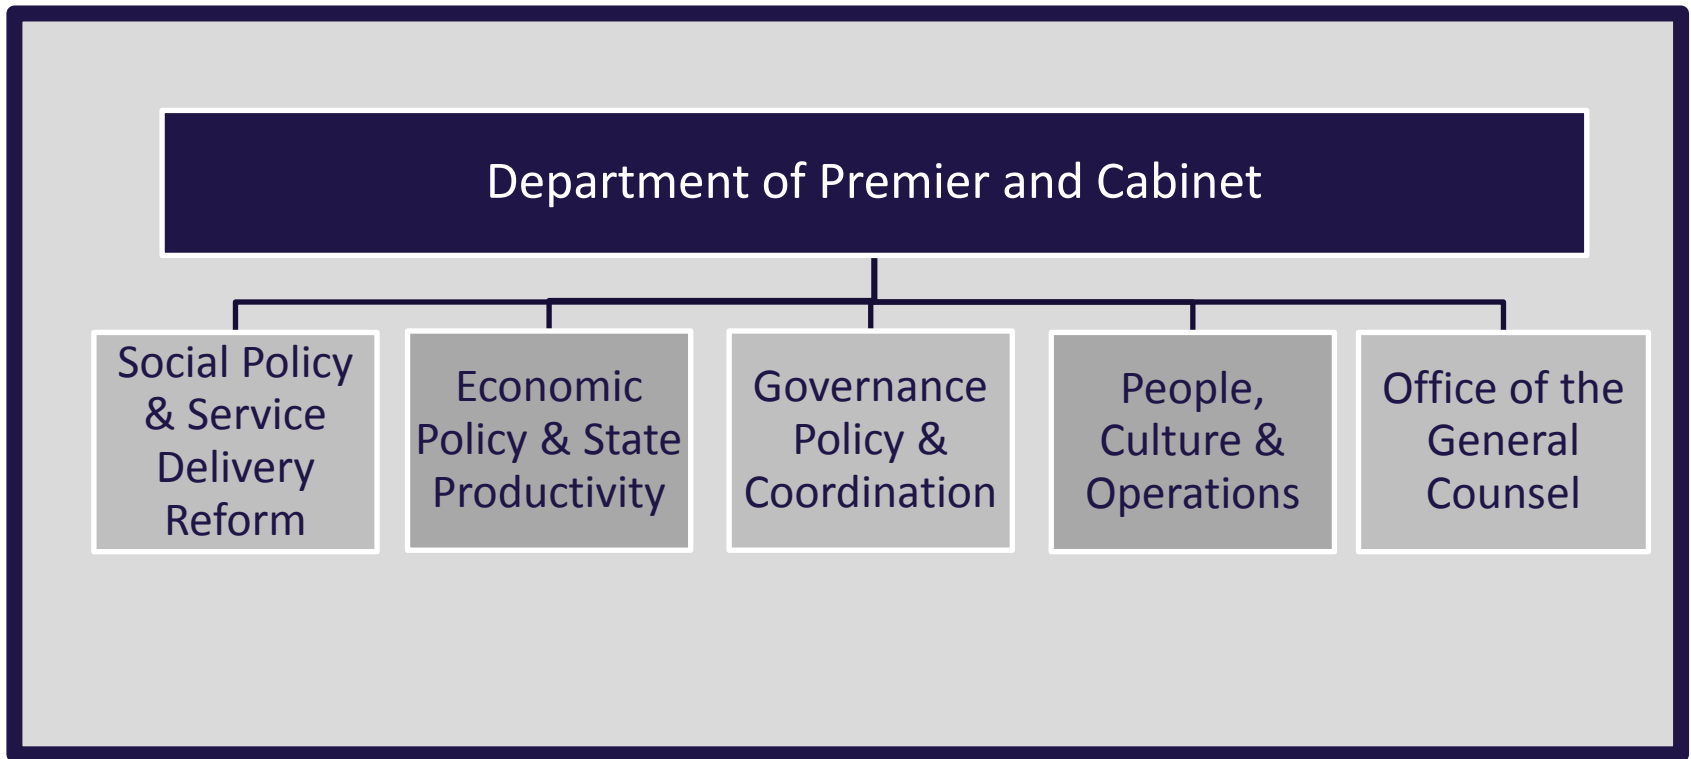 Department of Premier and Cabinet
Social Policy
& Service
Delivery
Reform
Economic
Policy & State
Productivity
Governance
Policy &
Coordination
People,
Culture &
Operations
Office of the
General
Counsel